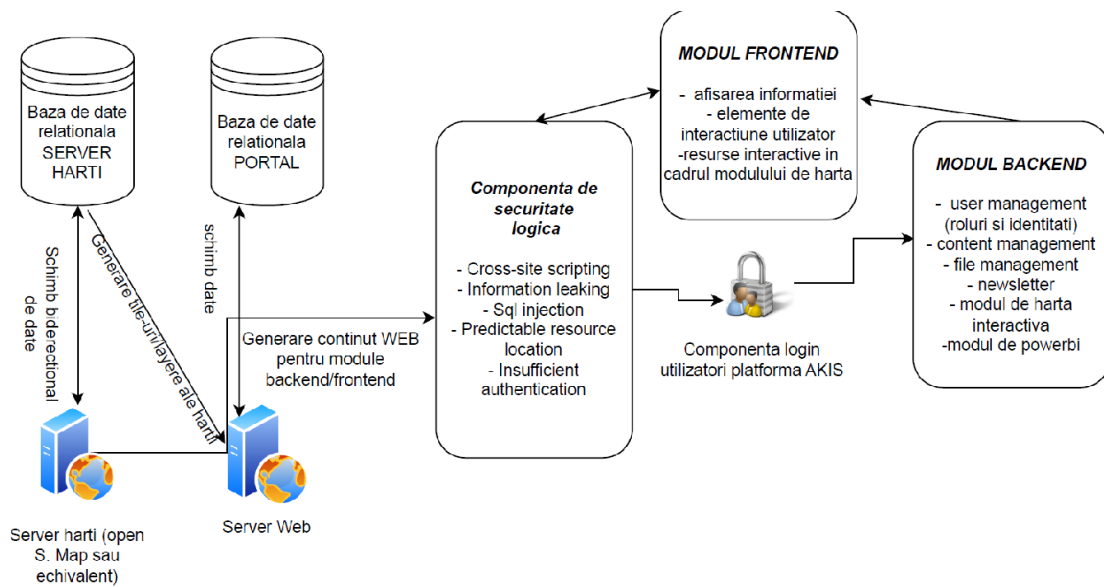 Baza de date
relationala
SERVER
HARTI
Baza de date
relationala
PORTAL
Schimb bidirectional
de date
Generare tile-uri/layere ale hartii
schimb date
Server harti (open
S. Map sau
echivalent)
Server Web
Generare continut WEB
pentru module
backend/frontend
Componenta de
securitate
logica
- Cross-site scripting
- Information leaking
- Sql injection
- Predictable resource
location
- Insufficient
authentication
MODUL FRONTEND
- afisarea informatiei
- elemente de
interactiune utilizator
-resurse interactive in
cadrul modulului de harta
Componenta login
utilizatori platforma AKIS
MODUL BACKEND
- user management
(roluri si identitati)
- content management
- file management
- newsletter
- modul de harta
interactiva
-modul de powerbi